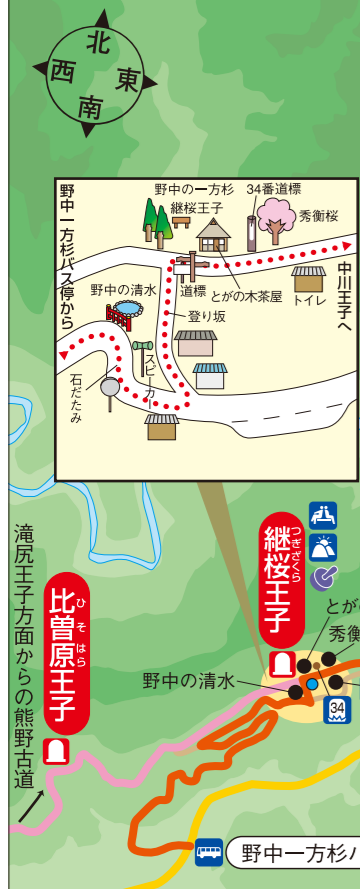 北
西
東
南
野中一方杉バス停から
野中の一方杉
継桜王子
34番道標
秀衡桜
野中の清水
道標
とがの木茶屋
トイレ
中川王子へ
登り坂
スピーカー
石だたみ
滝尻王子方面からの熊野古道
ひそはら
比曽原王子
つぎざくら
継桜王子
とが
秀衡
野中の清水
34
野中一方杉バ